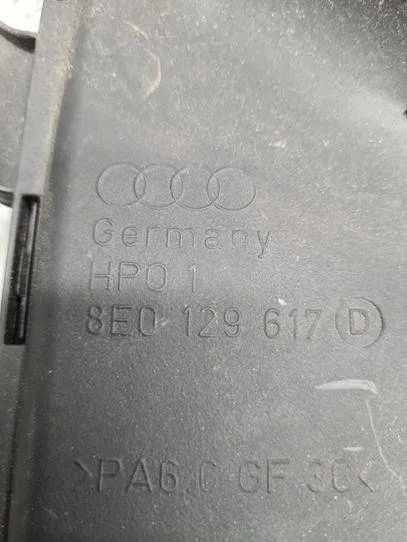 Germany
HPO 1
8E0 129 617 D
>PA6 C GF 30<